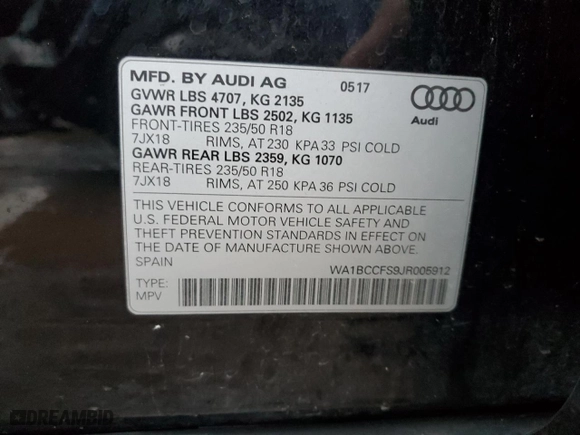 MFD. BY AUDI AG 0517
GVWR LBS 4707, KG 2135
GAWR FRONT LBS 2502, KG 1135
FRONT-TIRES 235/50 R18
7JX18 RIMS, AT 230 KPA 33 PSI COLD
GAWR REAR LBS 2359, KG 1070
REAR-TIRES 235/50 R18
7JX18 RIMS, AT 250 KPA 36 PSI COLD
Audi
THIS VEHICLE CONFORMS TO ALL APPLICABLE
U.S. FEDERAL MOTOR VEHICLE SAFETY AND
THEFT PREVENTION STANDARDS IN EFFECT ON
THE DATE OF MANUFACTURE SHOWN ABOVE.
SPAIN WA1BCCFS9JR005912
TYPE:
MPV
DREAMBID